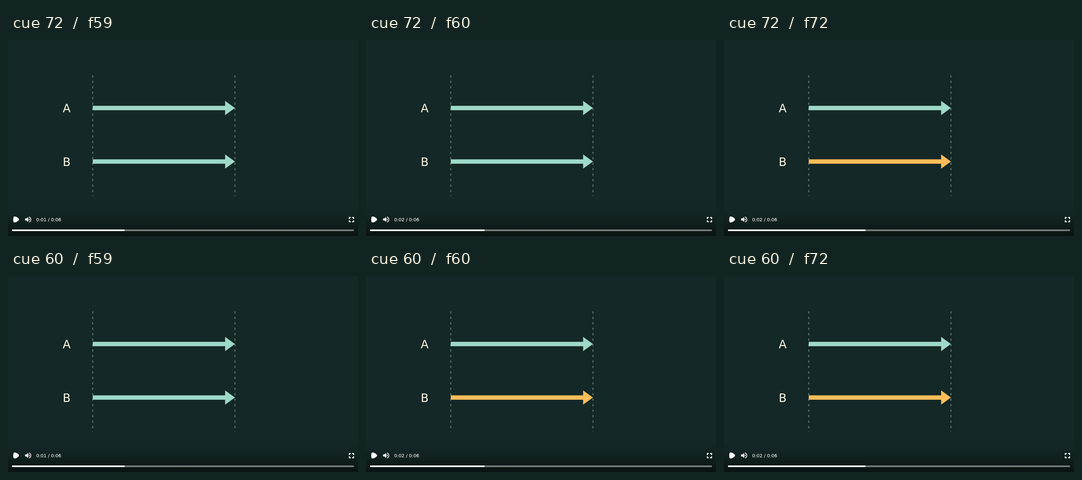 cue 72 / f59
A
B
0:01 / 0:06
cue 72 / f60
A
B
0:02 / 0:06
cue 72 / f72
A
B
0:02 / 0:06
cue 60 / f59
A
B
0:01 / 0:06
cue 60 / f60
A
B
0:02 / 0:06
cue 60 / f72
A
B
0:02 / 0:06